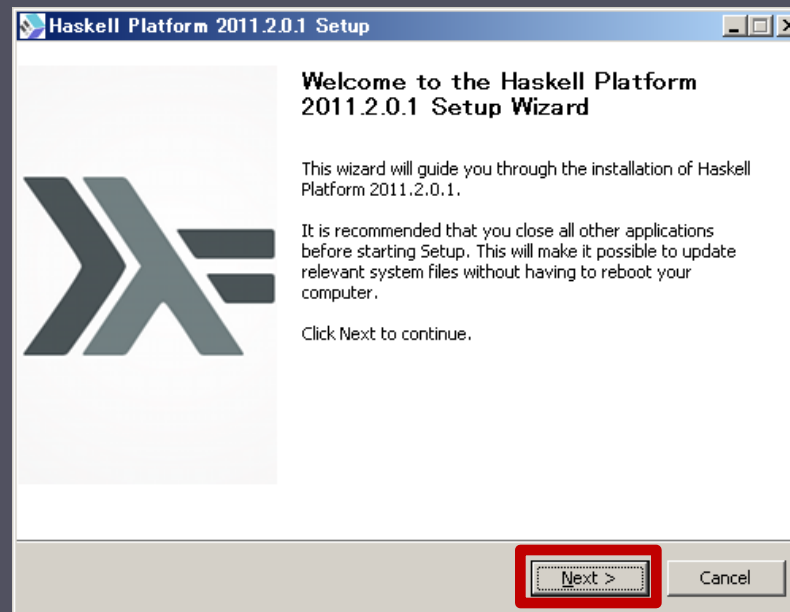 Haskell Platform 2011.2.0.1 Setup
Welcome to the Haskell Platform
2011.2.0.1 Setup Wizard
This wizard will guide you through the installation of Haskell
Platform 2011.2.0.1.
It is recommended that you close all other applications
before starting Setup. This will make it possible to update
relevant system files without having to reboot your
computer.
Click Next to continue.
Next >
Cancel